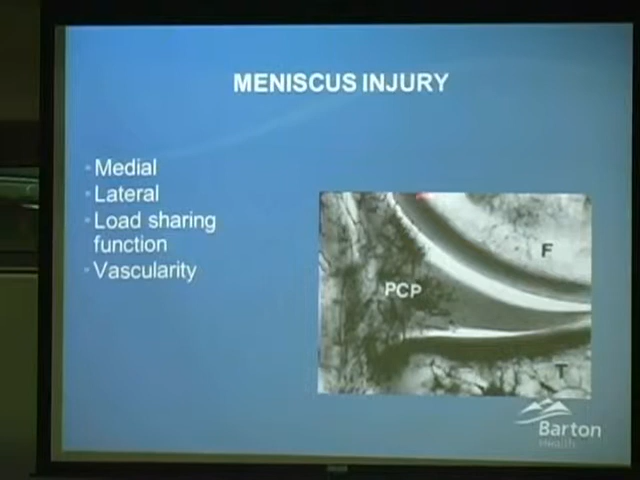 MENISCUS INJURY
Medial
Lateral
Load sharing
function
Vascularity
F
PCP
T
Barton
Health